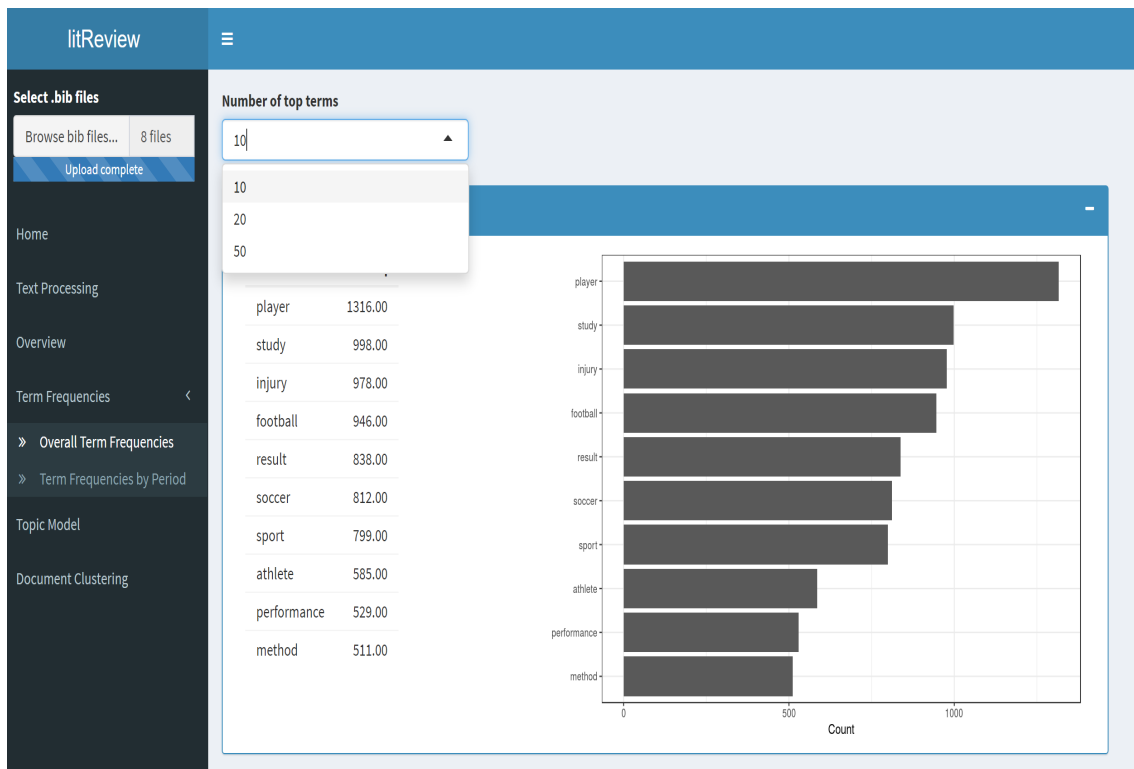 litReview
Select .bib files
Browse bib files... 8 files
Upload complete
Home
Text Processing
Overview
Term Frequencies
» Overall Term Frequencies
» Term Frequencies by Period
Topic Model
Document Clustering
Number of top terms
10
10
20
50
player 1316.00
study 998.00
injury 978.00
football 946.00
result 838.00
soccer 812.00
sport 799.00
athlete 585.00
performance 529.00
method 511.00
player
study
injury
football
result
soccer
sport
athlete
performance
method
0 500 1000
Count